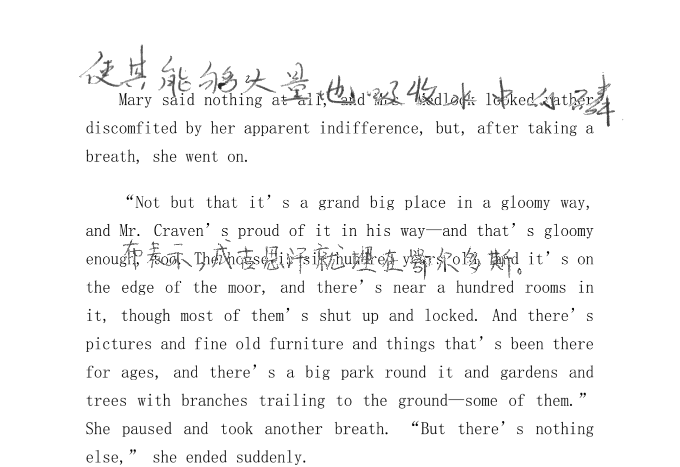 使其能够大量地吸收水中的磷
Mary said nothing at all, and Mrs. Medlock looked rather
discomfited by her apparent indifference, but, after taking a
breath, she went on.
“Not but that it’s a grand big place in a gloomy way,
and Mr. Craven’s proud of it in his way—and that’s gloomy
布表示,成吉思汗就埋在鄂尔多斯。
enough, too. The house is six hundred years old, and it’s on
the edge of the moor, and there’s near a hundred rooms in
it, though most of them’s shut up and locked. And there’s
pictures and fine old furniture and things that’s been there
for ages, and there’s a big park round it and gardens and
trees with branches trailing to the ground—some of them.”
She paused and took another breath. “But there’s nothing
else,” she ended suddenly.